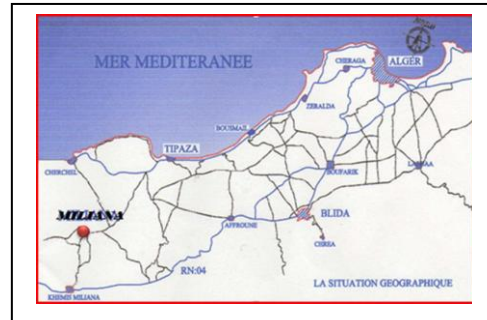 MER MEDITERANEE
ALGER
CHERAGA
ZERALDA
BOUSMAIL
TIPAZA
CHERCHEL
BOUFARIK
MILIANA
BLIDA
AFFROUNE
CHREA
RN:04
LA SITUATION GEOGRAPHIQUE
KHEMIS MILIANA